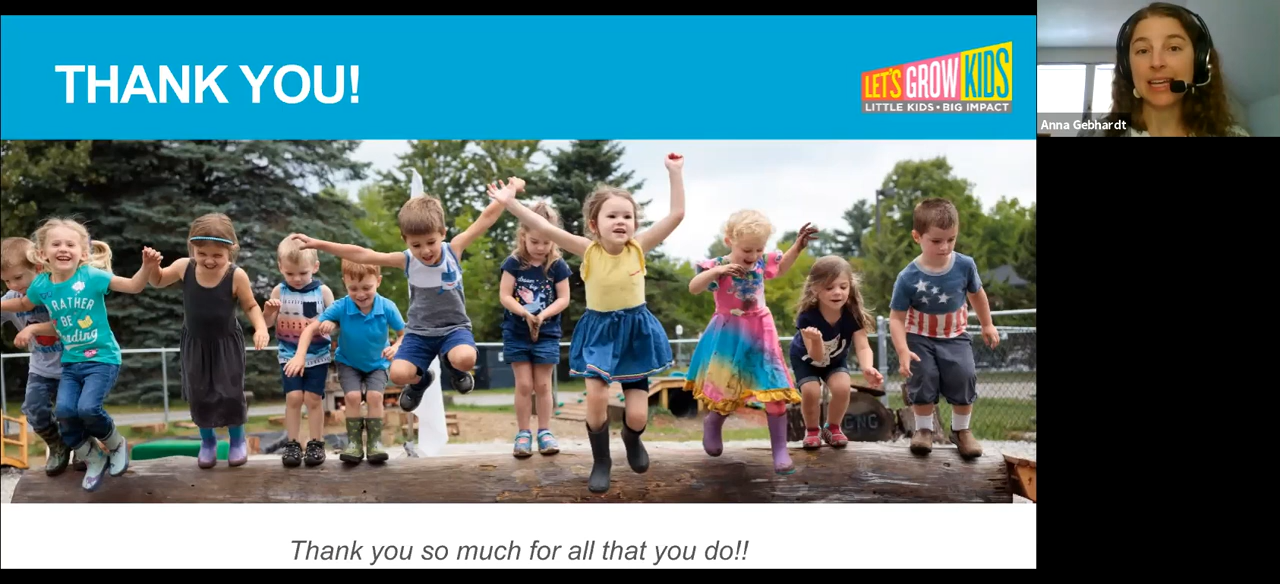 THANK YOU!
LET'S GROW KIDS
LITTLE KIDS • BIG IMPACT
Anna Gebhardt
RATHER
BE
Thank you so much for all that you do!!